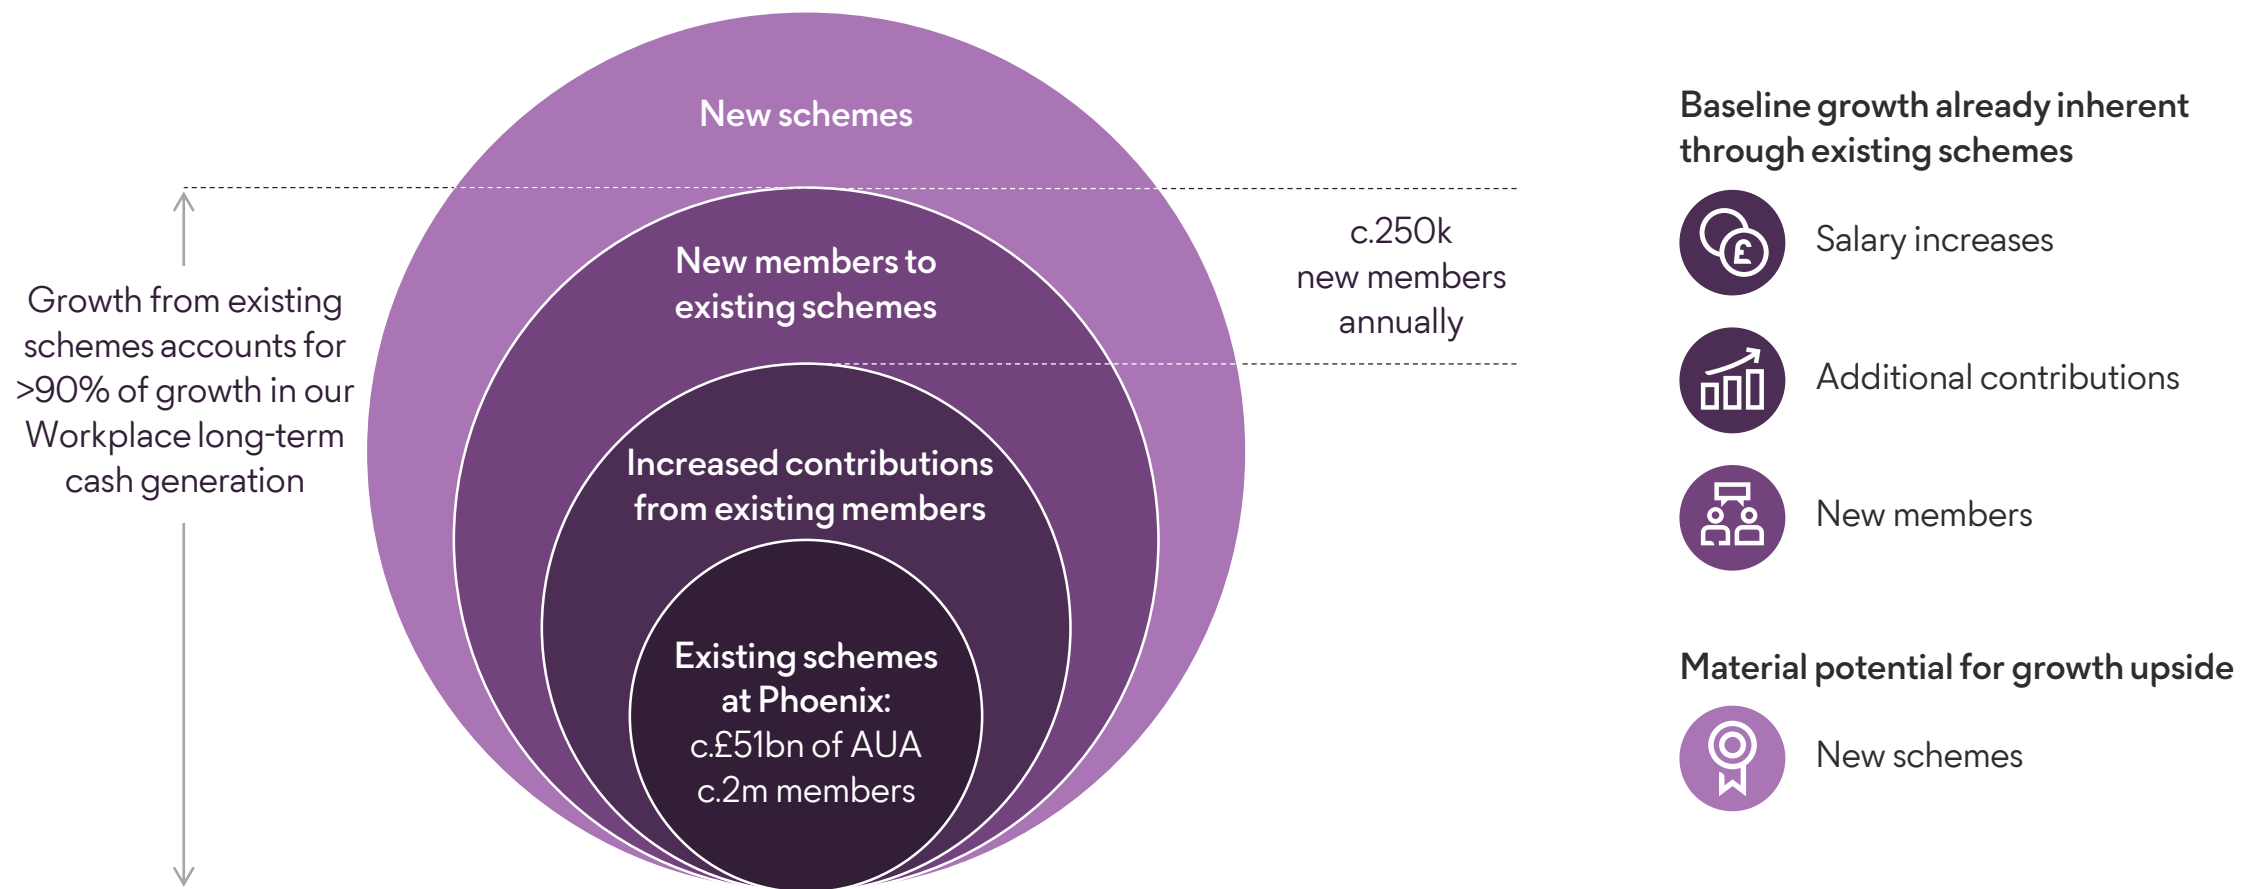 New schemes
New members to
existing schemes
Increased contributions
from existing members
Existing schemes
at Phoenix:
c.£51bn of AUA
c.2m members
Growth from existing
schemes accounts for
>90% of growth in our
Workplace long-term
cash generation
c.250k
new members
annually
Baseline growth already inherent
through existing schemes
£
Salary increases
Additional contributions
New members
Material potential for growth upside
New schemes